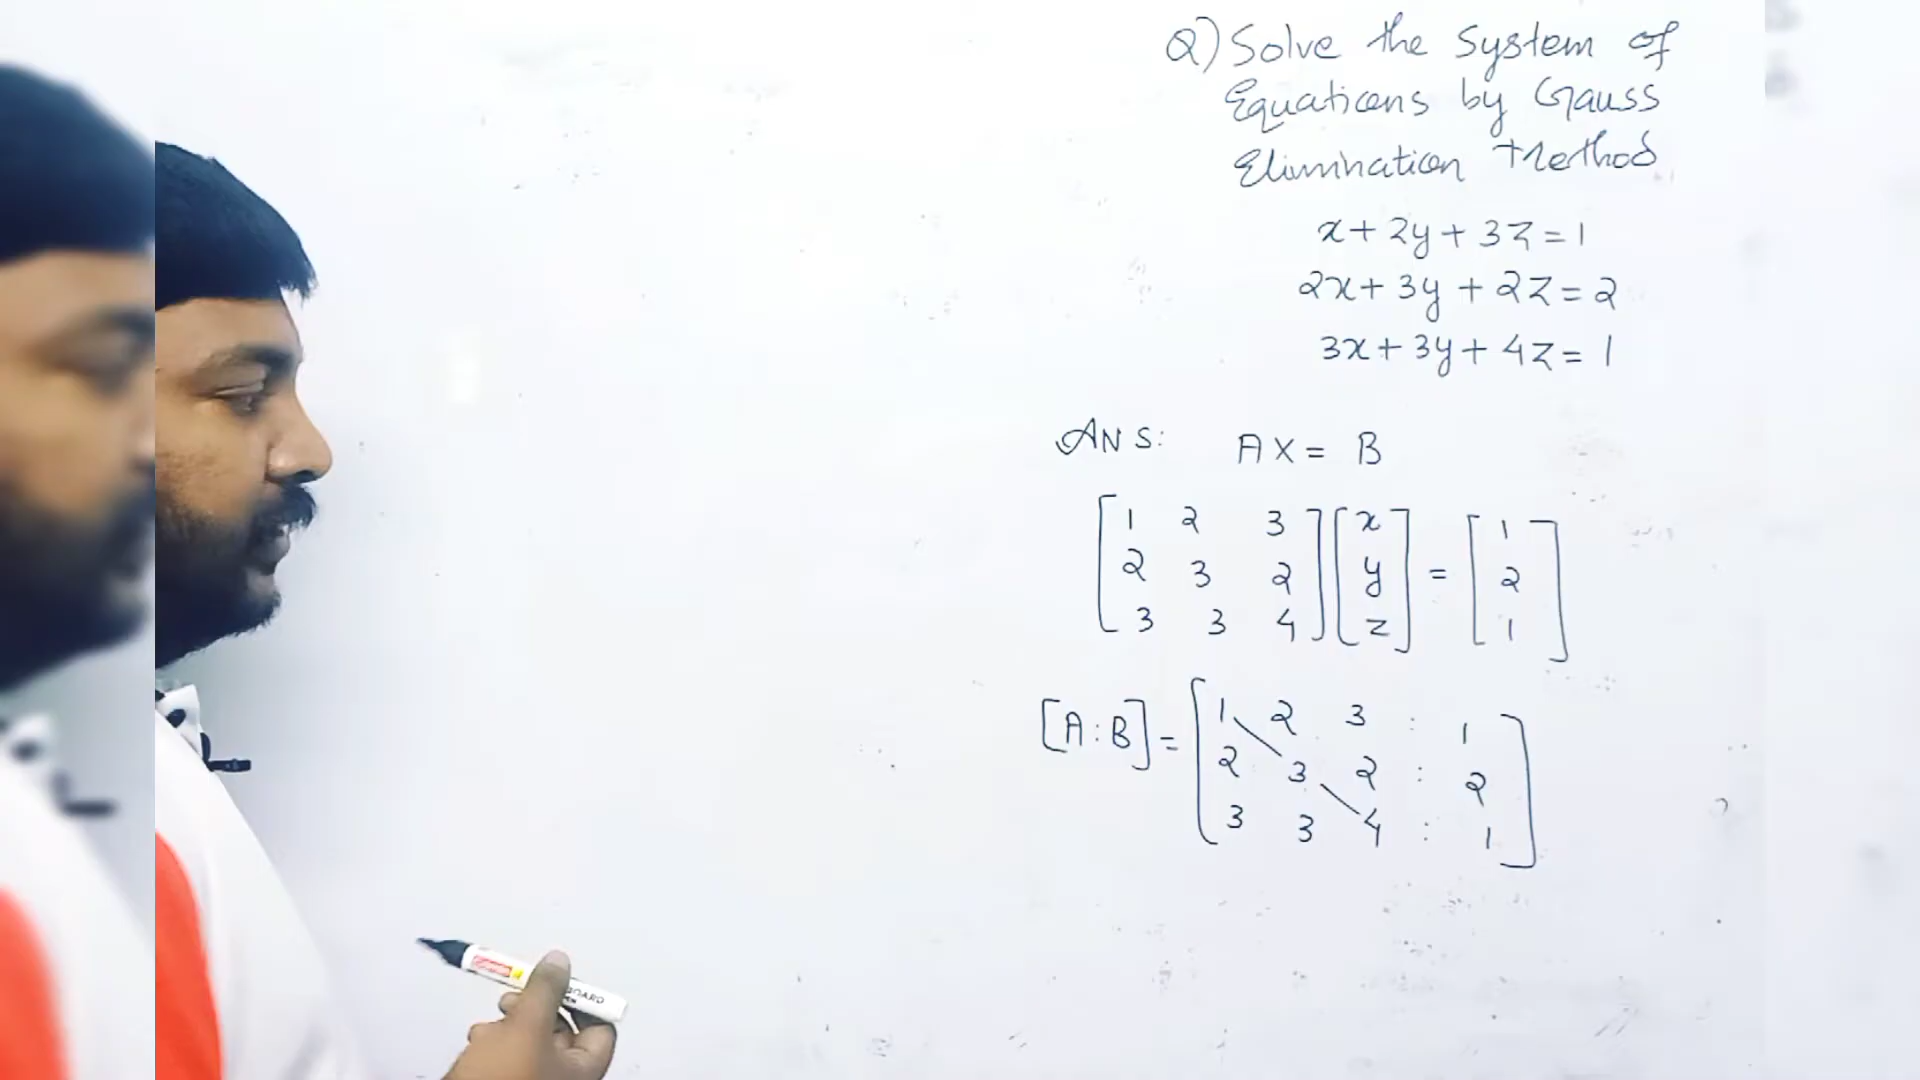 Q) Solve the System of
Equations by Gauss
Elimination Method
x + 2y + 3z = 1
2x + 3y + 2z = 2
3x + 3y + 4z = 1
ANS: AX = B
[1 2 3] [x] = [1]
[2 3 2] [y] [2]
[3 3 4] [z] [1]
[A:B] = [1 2 3 : 1]
[2 3 2 : 2]
[3 3 4 : 1]